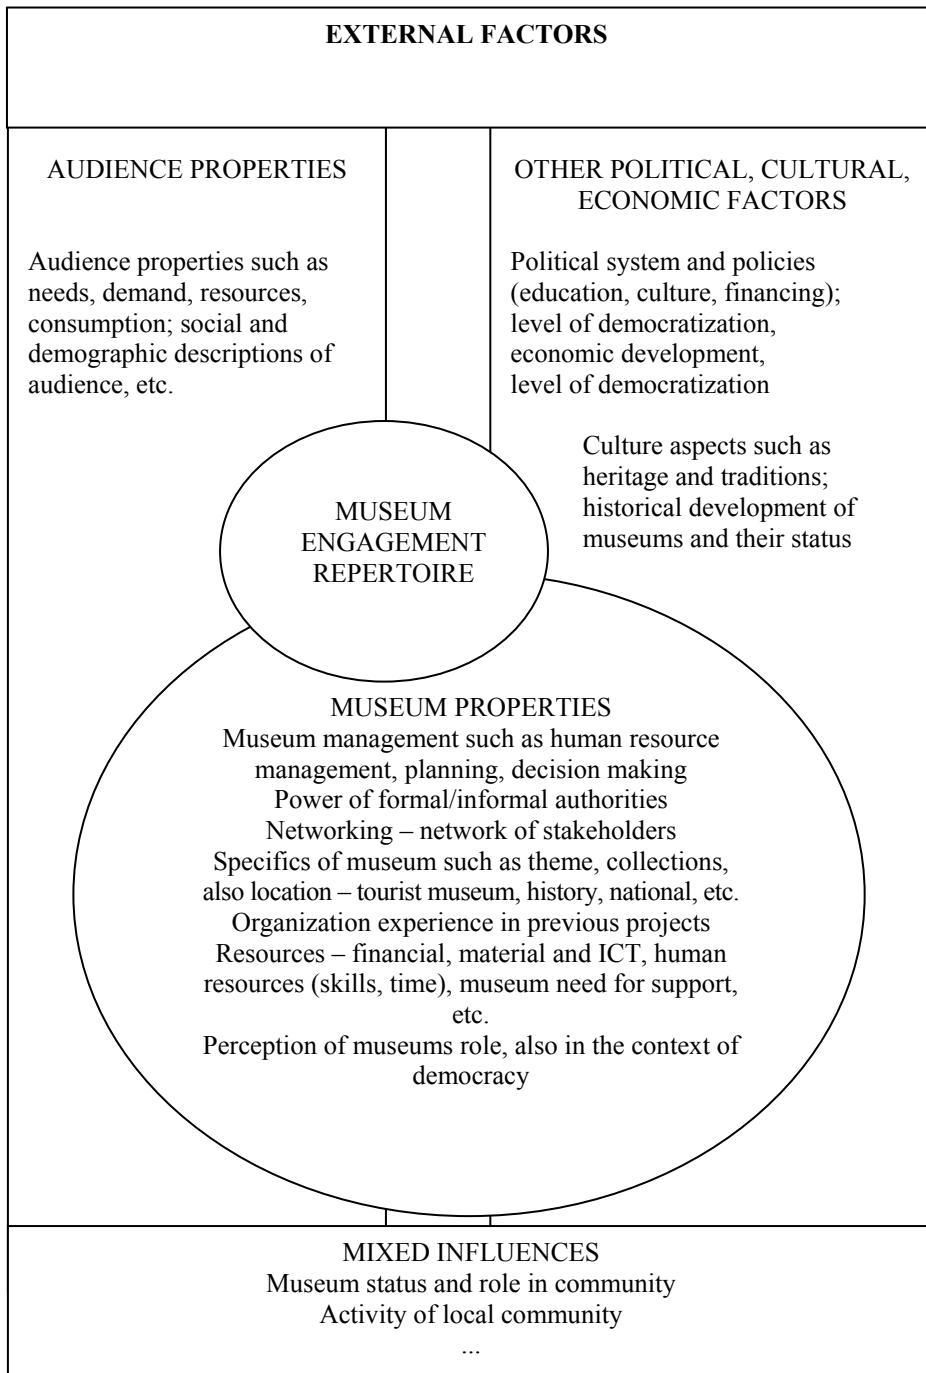 EXTERNAL FACTORS
AUDIENCE PROPERTIES
Audience properties such as
needs, demand, resources,
consumption; social and
demographic descriptions of
audience, etc.
OTHER POLITICAL, CULTURAL,
ECONOMIC FACTORS
Political system and policies
(education, culture, financing);
level of democratization,
economic development,
level of democratization
Culture aspects such as
heritage and traditions;
historical development of
museums and their status
MUSEUM
ENGAGEMENT
REPERTOIRE
MUSEUM PROPERTIES
Museum management such as human resource
management, planning, decision making
Power of formal/informal authorities
Networking – network of stakeholders
Specifics of museum such as theme, collections,
also location – tourist museum, history, national, etc.
Organization experience in previous projects
Resources – financial, material and ICT, human
resources (skills, time), museum need for support,
etc.
Perception of museums role, also in the context of
democracy
MIXED INFLUENCES
Museum status and role in community
Activity of local community
...